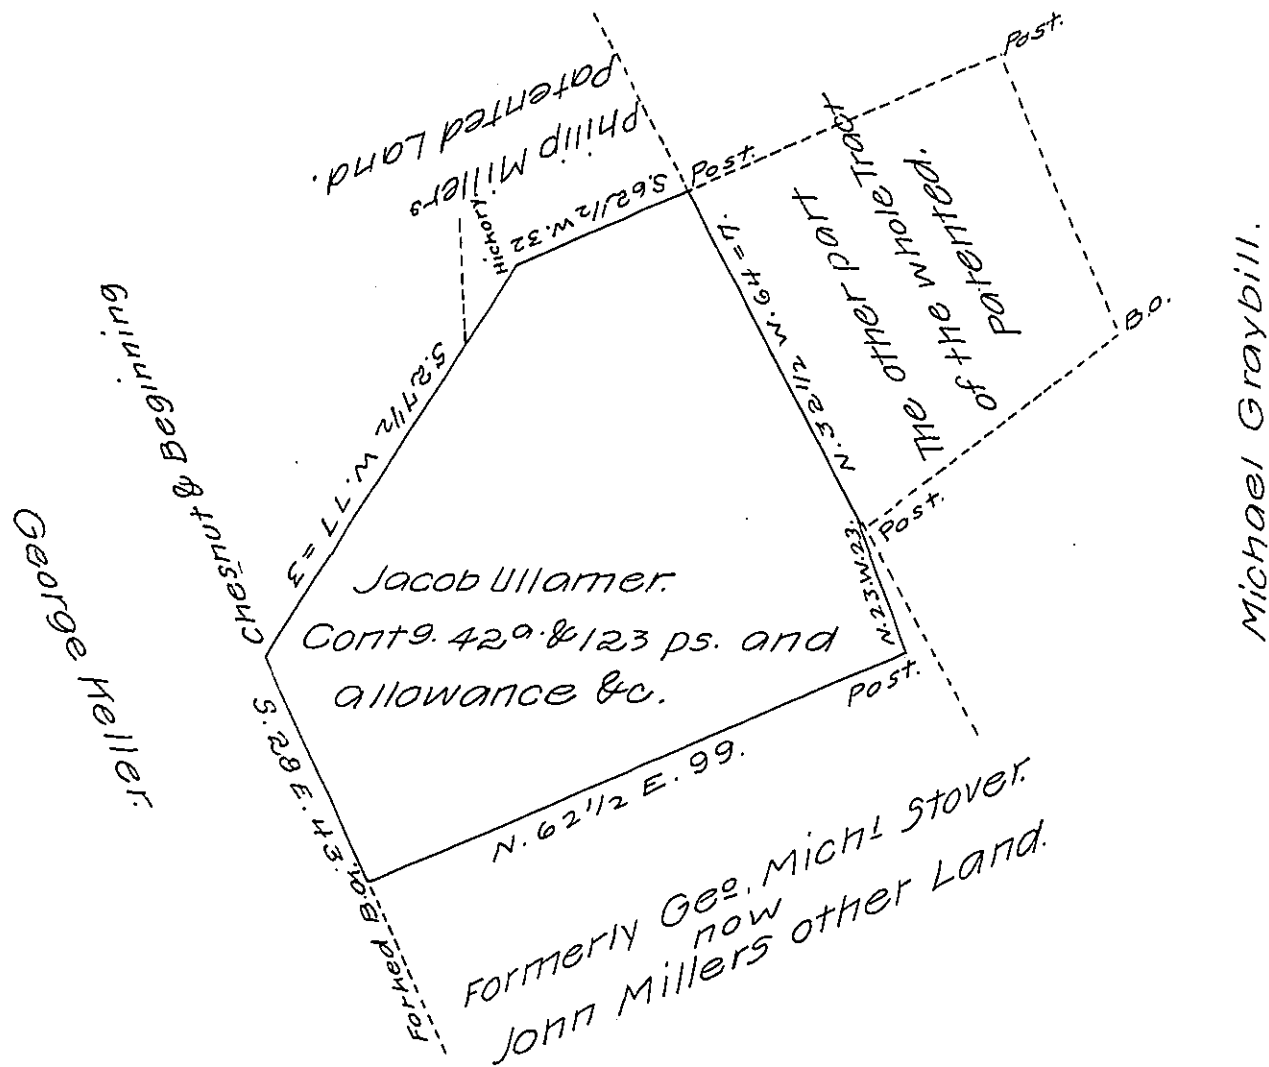 Post.
Patented Land.
Philip Millers
Hickory
S.62 1/2 W.32
Post.
The other part
of the whole Tract
patented.
B.O.
N. 32 1/2 W. 64 = 7.
S. 27 1/2 W. 77 = 3
Chesnut & Beginning
George Keller.
Michael Graybill.
Post.
N. 23. W. 23.
Jacob Ullamer.
Contg. 42a. & 123 ps. and
allowance &c.
Post.
S. 28 E. 43.
N. 62 1/2 E. 99.
Forked B.O.
Formerly Geo. Michl Stover.
now
John Millers other Land.